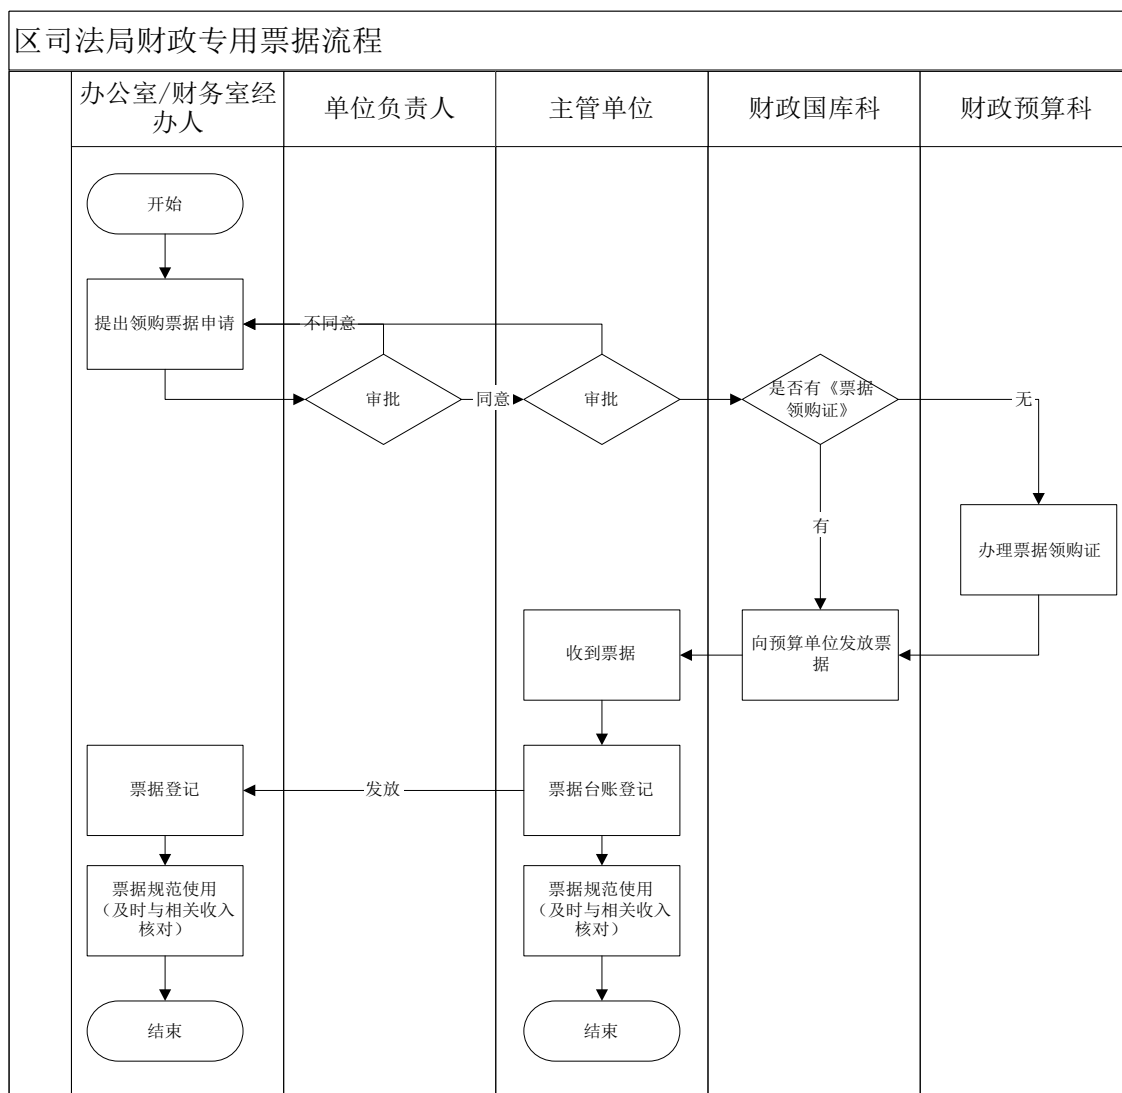 区司法局财政专用票据流程
办公室/财务室经
办人
单位负责人
主管单位
财政国库科
财政预算科
开始
提出领购票据申请
不同意
审批
同意
审批
是否有《票据
领购证》
无
有
办理票据领购证
收到票据
向预算单位发放票
据
票据登记
发放
票据台账登记
票据规范使用
（及时与相关收入
核对）
票据规范使用
（及时与相关收入
核对）
结束
结束